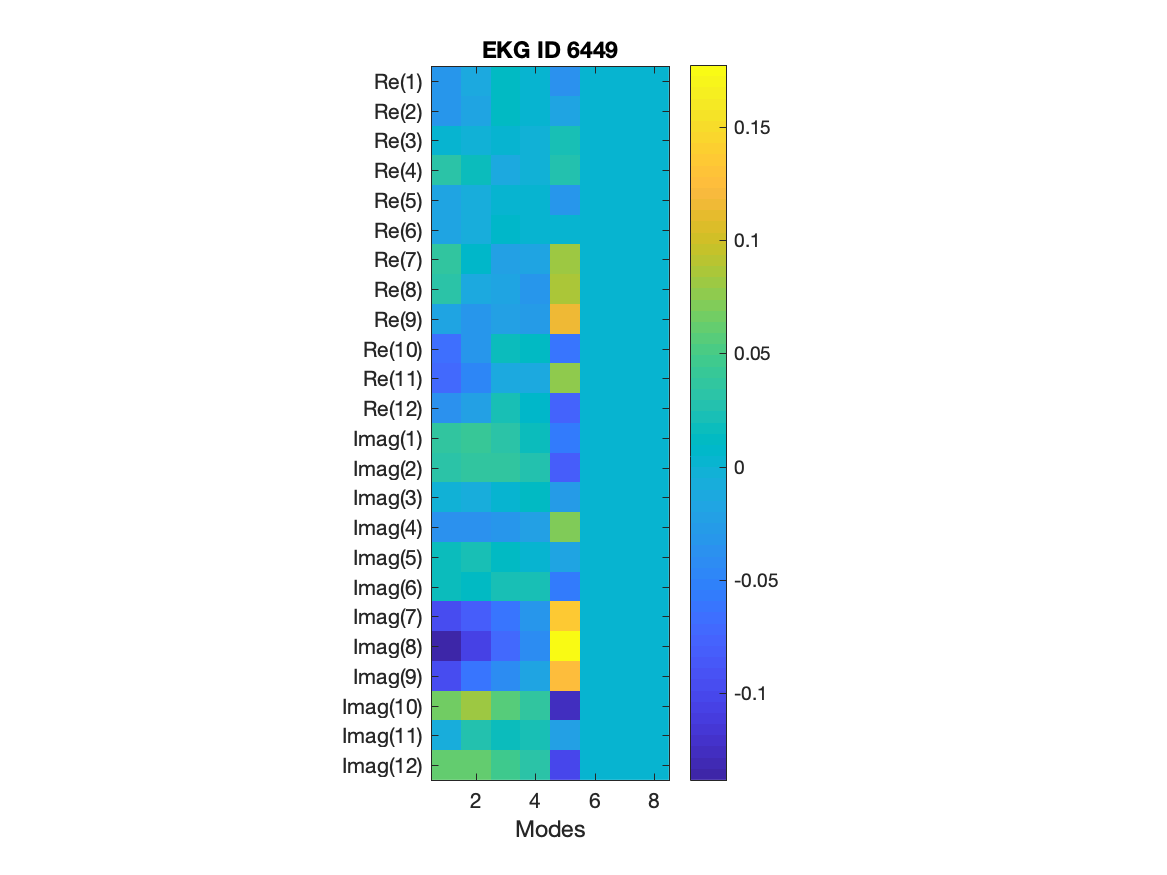 EKG ID 6449
Re(1)
Re(2)
Re(3)
Re(4)
Re(5)
Re(6)
Re(7)
Re(8)
Re(9)
Re(10)
Re(11)
Re(12)
Imag(1)
Imag(2)
Imag(3)
Imag(4)
Imag(5)
Imag(6)
Imag(7)
Imag(8)
Imag(9)
Imag(10)
Imag(11)
Imag(12)
2 4 6 8
Modes
0.15
0.1
0.05
0
-0.05
-0.1